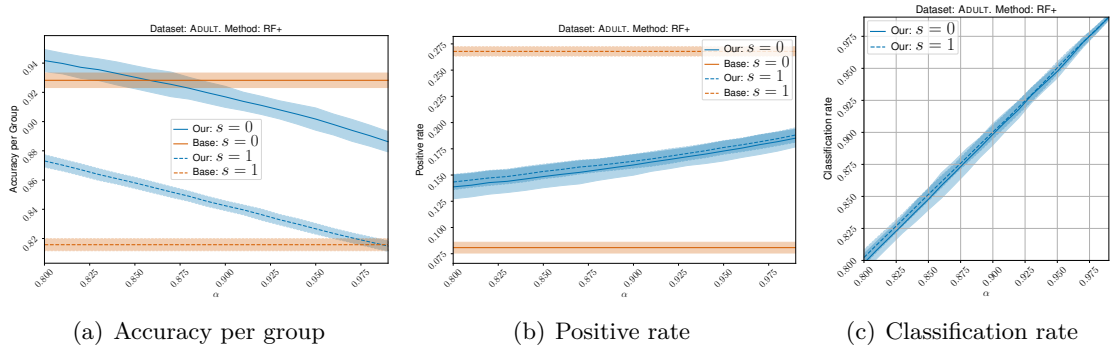 Dataset: ADULT. Method: RF+
Accuracy per Group
0.94
0.92
0.90
0.88
0.86
0.84
0.82
Our: s = 0
Base: s = 0
Our: s = 1
Base: s = 1
0.800
0.825
0.850
0.875
0.900
0.925
0.950
0.975
α
(a) Accuracy per group
Dataset: ADULT. Method: RF+
Positive rate
0.275
0.250
0.225
0.200
0.175
0.150
0.125
0.100
0.075
Our: s = 0
Base: s = 0
Our: s = 1
Base: s = 1
0.800
0.825
0.850
0.875
0.900
0.925
0.950
0.975
α
(b) Positive rate
Dataset: ADULT. Method: RF+
Classification rate
0.975
0.950
0.925
0.900
0.875
0.850
0.825
0.800
Our: s = 0
Our: s = 1
0.800
0.825
0.850
0.875
0.900
0.925
0.950
0.975
α
(c) Classification rate